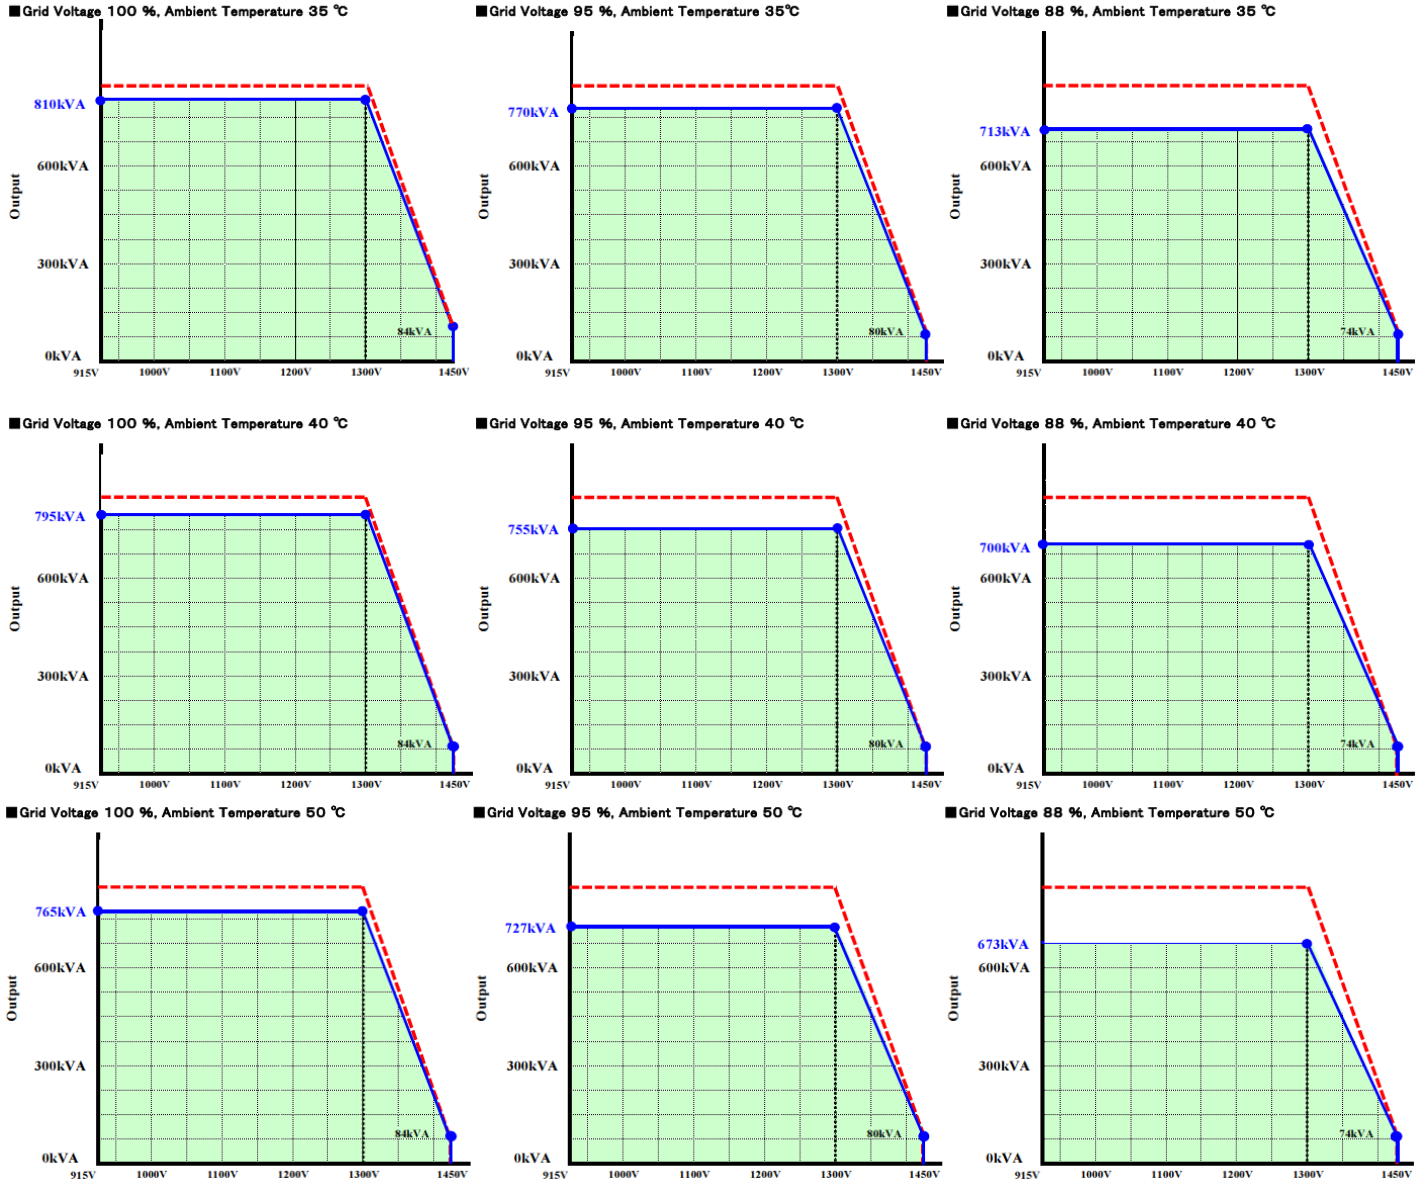 ■Grid Voltage 100 %, Ambient Temperature 35 ℃
810kVA
600kVA
300kVA
0kVA
Output
84kVA
915V 1000V 1100V 1200V 1300V 1450V
■Grid Voltage 95 %, Ambient Temperature 35℃
770kVA
600kVA
300kVA
0kVA
Output
80kVA
915V 1000V 1100V 1200V 1300V 1450V
■Grid Voltage 88 %, Ambient Temperature 35 ℃
713kVA
600kVA
300kVA
0kVA
Output
74kVA
915V 1000V 1100V 1200V 1300V 1450V
■Grid Voltage 100 %, Ambient Temperature 40 ℃
795kVA
600kVA
300kVA
0kVA
Output
84kVA
915V 1000V 1100V 1200V 1300V 1450V
■Grid Voltage 95 %, Ambient Temperature 40 ℃
755kVA
600kVA
300kVA
0kVA
Output
80kVA
915V 1000V 1100V 1200V 1300V 1450V
■Grid Voltage 88 %, Ambient Temperature 40 ℃
700kVA
600kVA
300kVA
0kVA
Output
74kVA
915V 1000V 1100V 1200V 1300V 1450V
■Grid Voltage 100 %, Ambient Temperature 50 ℃
765kVA
600kVA
300kVA
0kVA
Output
84kVA
915V 1000V 1100V 1200V 1300V 1450V
■Grid Voltage 95 %, Ambient Temperature 50 ℃
727kVA
600kVA
300kVA
0kVA
Output
80kVA
915V 1000V 1100V 1200V 1300V 1450V
■Grid Voltage 88 %, Ambient Temperature 50 ℃
673kVA
600kVA
300kVA
0kVA
Output
74kVA
915V 1000V 1100V 1200V 1300V 1450V